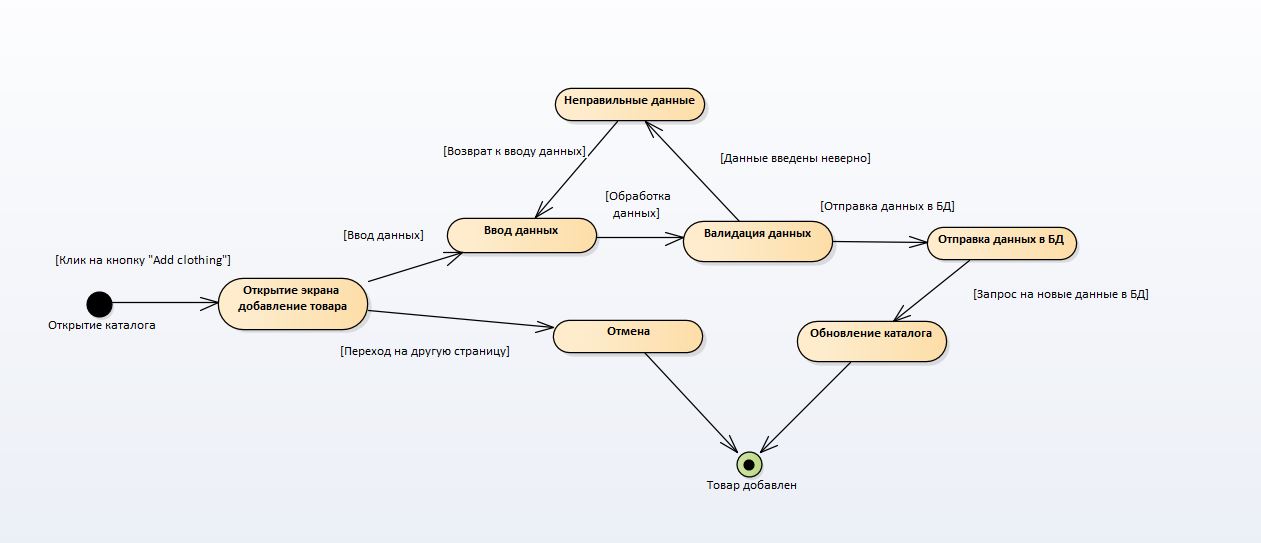 Неправильные данные
[Возврат к вводу данных]
[Данные введены неверно]
[Обработка
данных]
[Отправка данных в БД]
[Ввод данных]
Ввод данных
Валидация данных
Отправка данных в БД
[Клик на кнопку "Add clothing"]
Открытие экрана
добавление товара
[Запрос на новые данные в БД]
Открытие каталога
Отмена
Обновление каталога
[Переход на другую страницу]
Товар добавлен